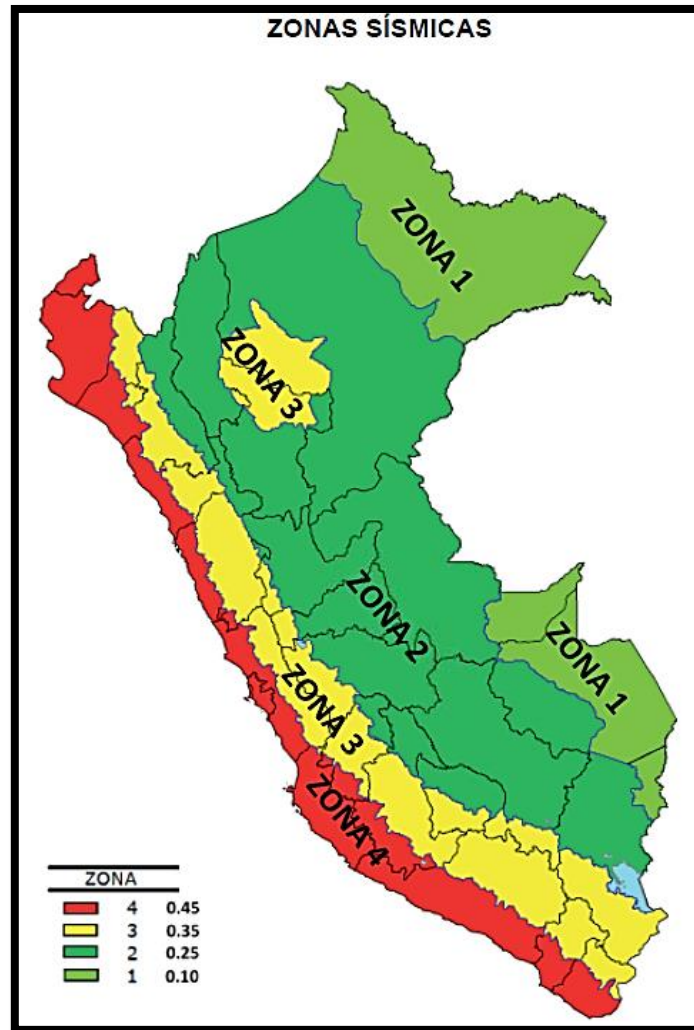 ZONAS SÍSMICAS
ZONA 1
ZONA 3
ZONA 2
ZONA 1
ZONA 3
ZONA 4
ZONA
4 0.45
3 0.35
2 0.25
1 0.10